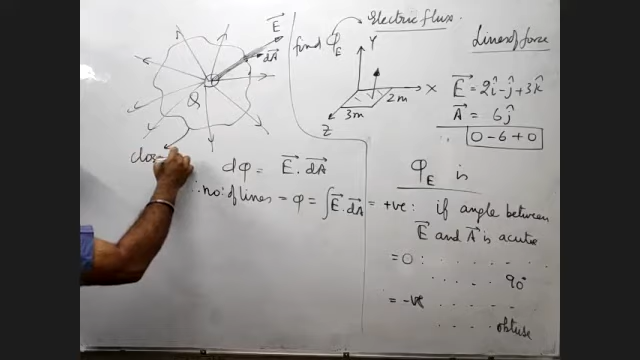 E
dA
Q
clos
dφ = E . dA
∴ no: of lines = φ = ∫ E . dA
find φE
Electric flux.
Y
X
Z
2m
3m
Lines of force
E = 2î - ĵ + 3k̂
A = 6ĵ
∴ 0 - 6 + 0
φE is
= +ve : if angle between
E and A is acute
= 0 : . . . . . . .
. . . . . 90°
= -ve . . . . . .
. . . . obtuse